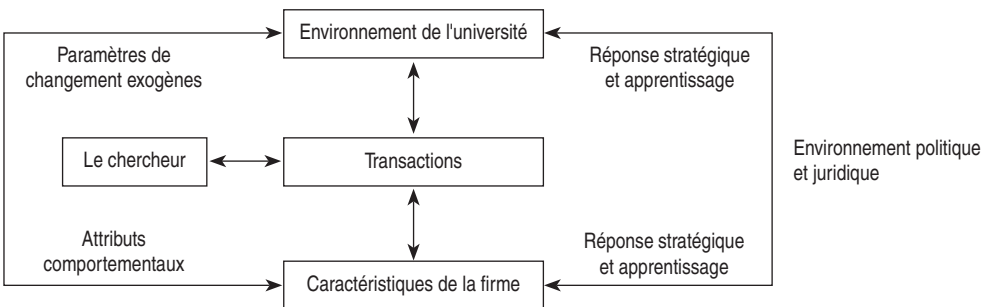 Environnement de l'université
Paramètres de
changement exogènes
Réponse stratégique
et apprentissage
Le chercheur
Transactions
Environnement politique
et juridique
Attributs
comportementaux
Réponse stratégique
et apprentissage
Caractéristiques de la firme